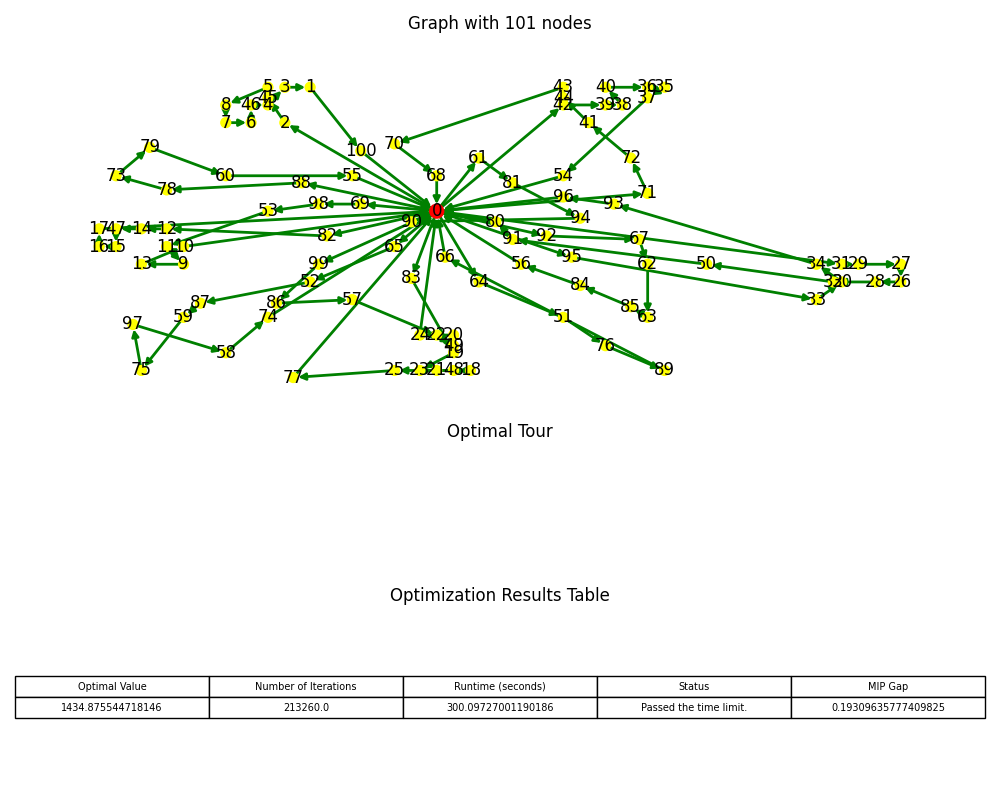 Graph with 101 nodes
5 3 1 43 40 36 35
45 44 37
8 46 4 42 39 38
7 6 2 41
79 100 70 61 72
73 60 55 68 54
78 88 81 71
53 98 69 96 93
90 0 80 94
17 47 14 12 82 91 92 67
16 15 11 10 65 66 95
13 9 99 56 62 50 34 31 29 27
52 83 64 84 32 30 28 26
87 86 57 33
59 74 51 85 63
97 24 22 20
58 49 19 76
75 77 25 23 21 48 18 89
Optimal Tour
Optimization Results Table
Optimal Value Number of Iterations Runtime (seconds) Status MIP Gap
1434.875544718146 213260.0 300.09727001190186 Passed the time limit. 0.19309635777409825